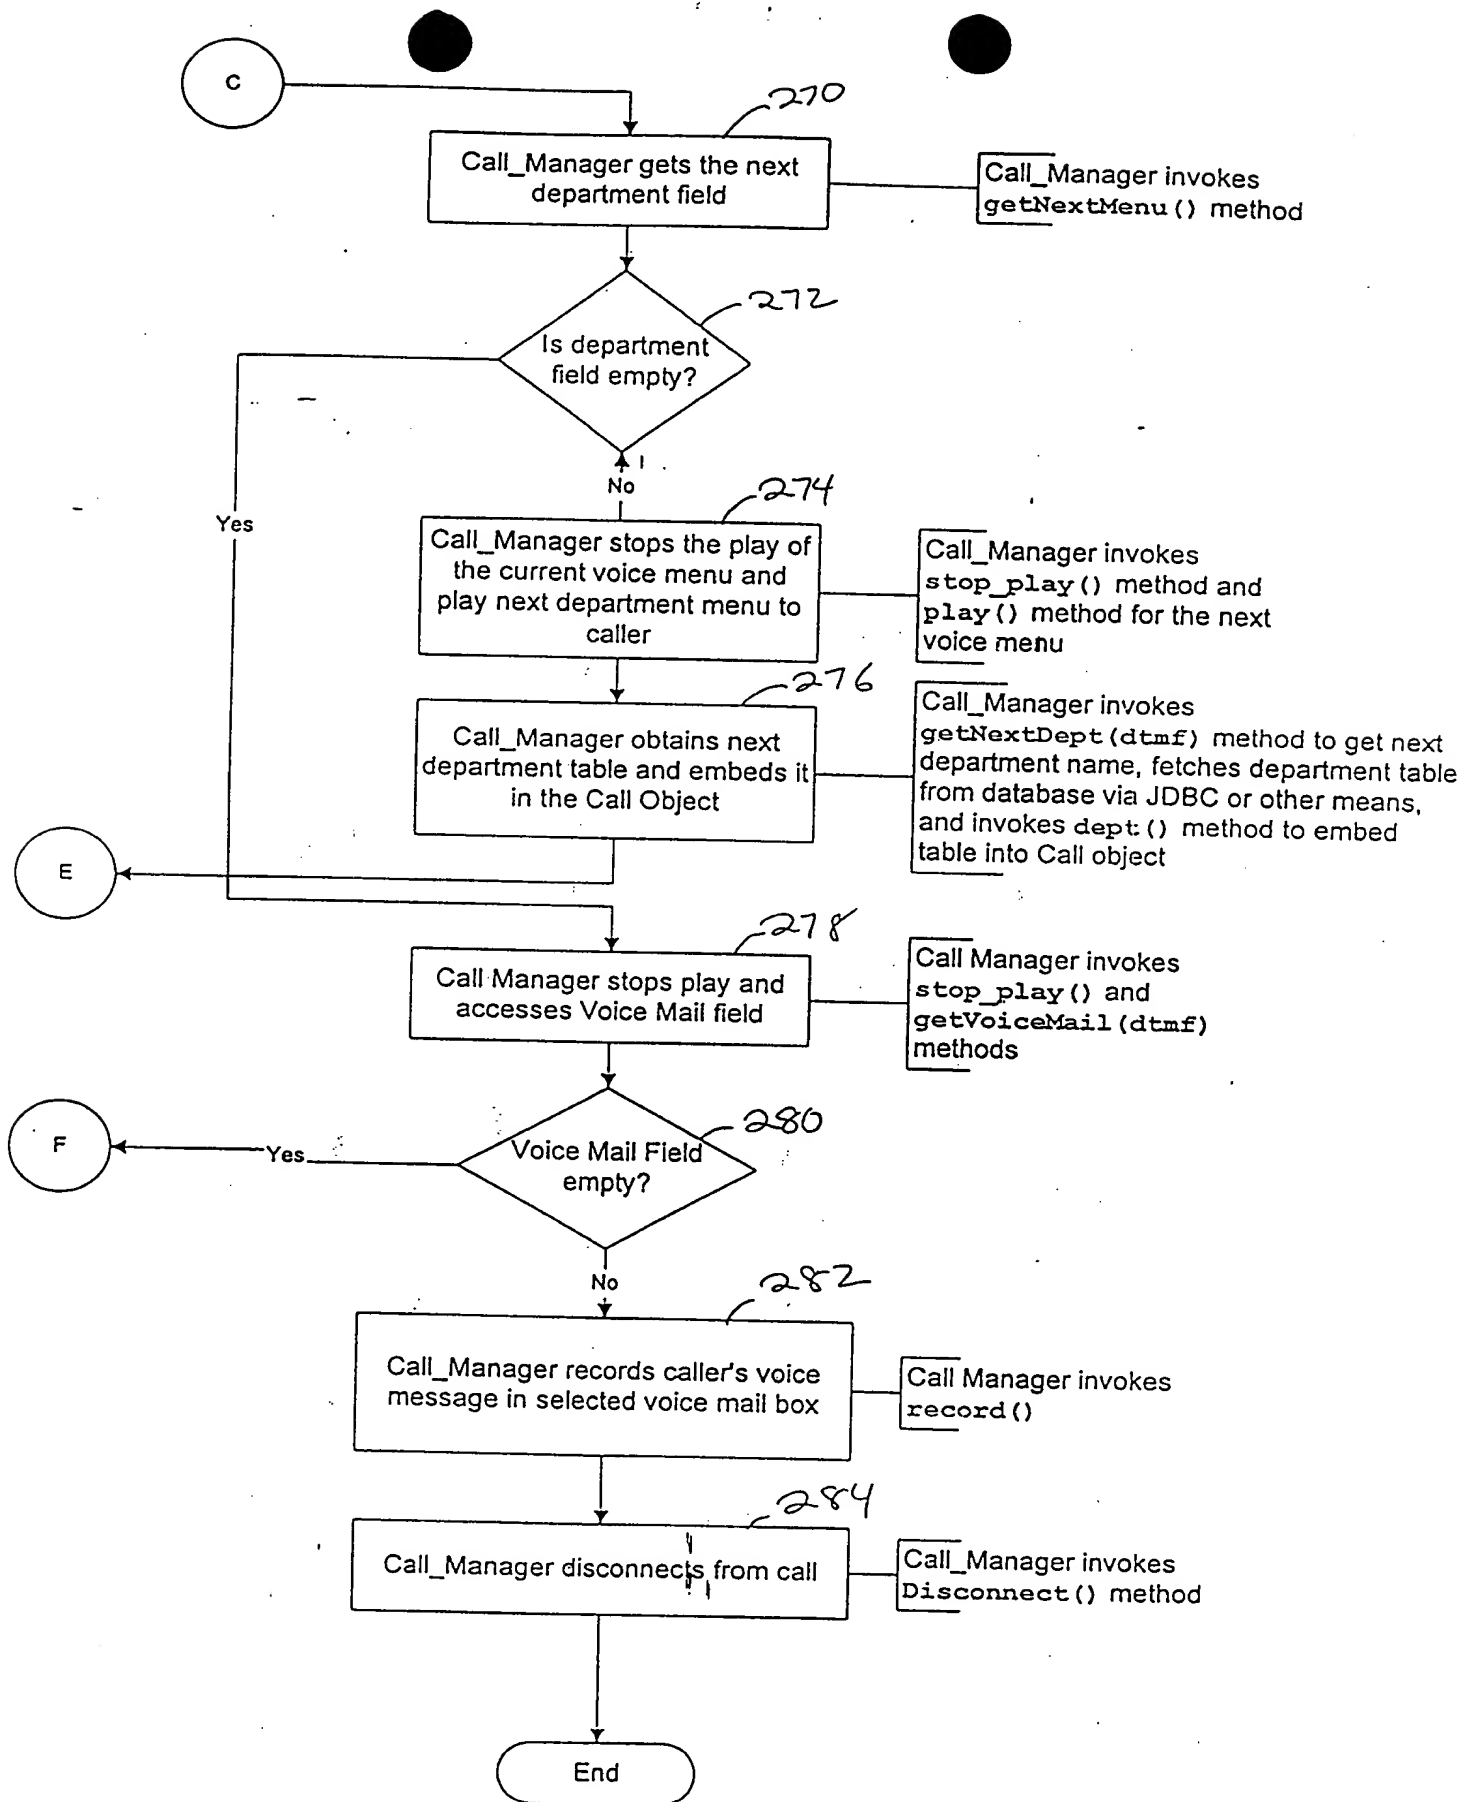 C
270
Call_Manager gets the next
department field
Call_Manager invokes
getNextMenu() method
272
Is department
field empty?
No
Yes
274
Call_Manager stops the play of
the current voice menu and
play next department menu to
caller
Call_Manager invokes
stop_play() method and
play() method for the next
voice menu
276
Call_Manager obtains next
department table and embeds it
in the Call Object
Call_Manager invokes
getNextDept(dtmf) method to get next
department name, fetches department table
from database via JDBC or other means,
and invokes dept() method to embed
table into Call object
E
278
Call Manager stops play and
accesses Voice Mail field
Call Manager invokes
stop_play() and
getVoiceMail(dtmf)
methods
F
Yes
280
Voice Mail Field
empty?
No
282
Call_Manager records caller's voice
message in selected voice mail box
Call Manager invokes
record()
284
Call_Manager disconnects from call
Call_Manager invokes
Disconnect() method
End